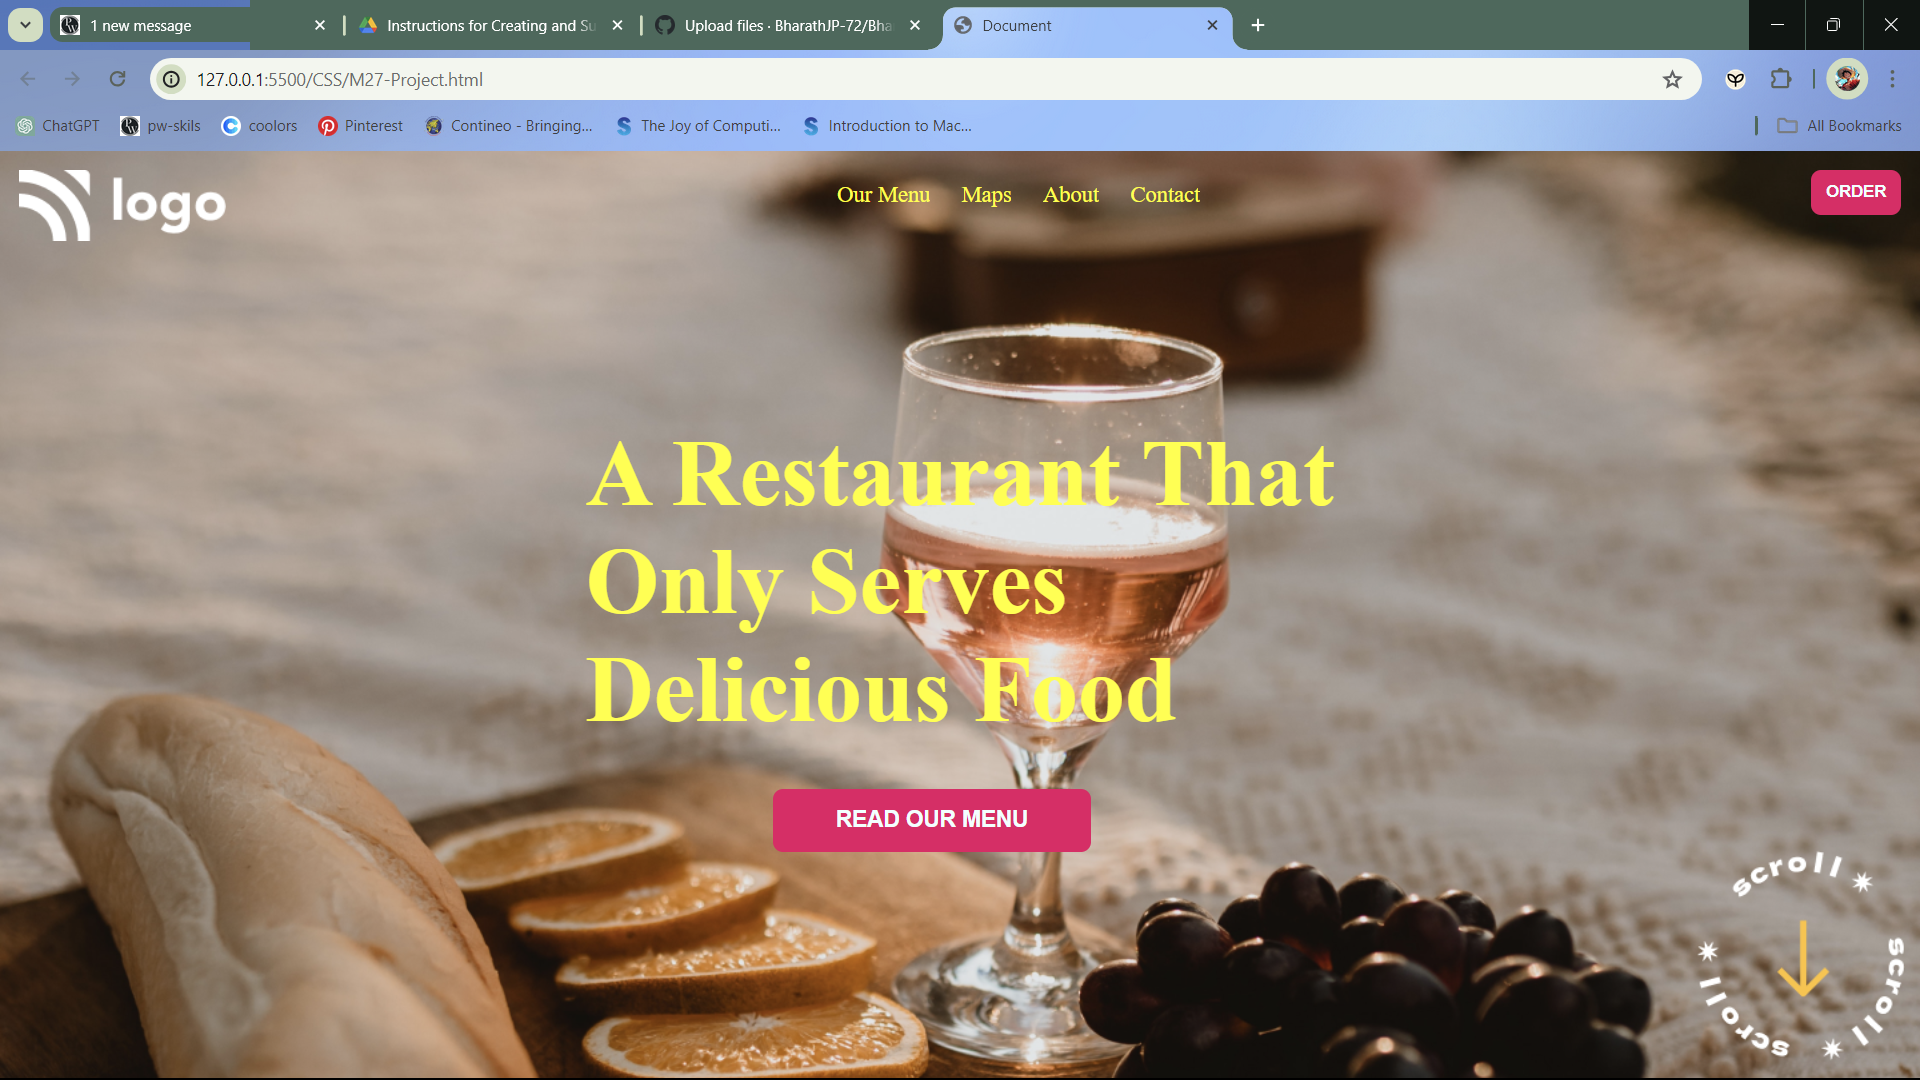 1 new message
Instructions for Creating and Su
Upload files · BharathJP-72/Bha
Document
127.0.0.1:5500/CSS/M27-Project.html
ChatGPT
pw-skils
coolors
Pinterest
Contineo - Bringing...
The Joy of Computi...
Introduction to Mac...
All Bookmarks
logo
Our Menu
Maps
About
Contact
ORDER
A Restaurant That
Only Serves
Delicious Food
READ OUR MENU
scroll
scroll
scroll